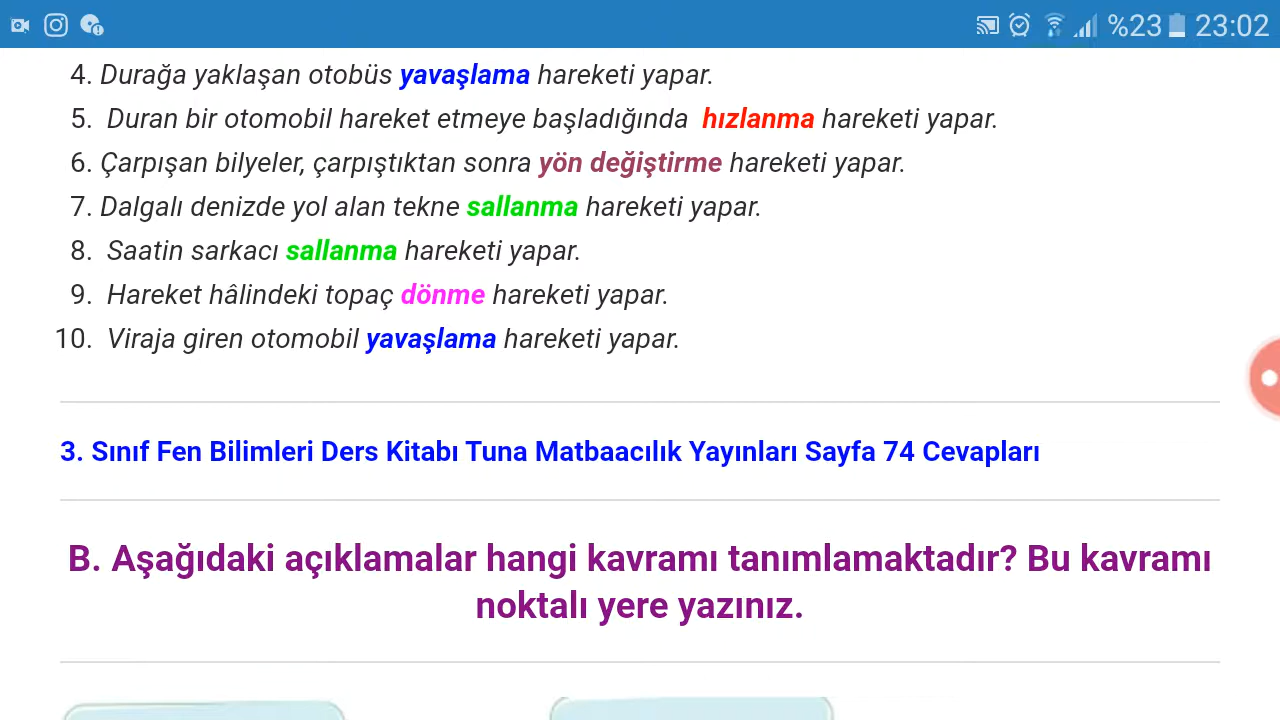 %23 23:02
4. Durağa yaklaşan otobüs yavaşlama hareketi yapar.
5. Duran bir otomobil hareket etmeye başladığında hızlanma hareketi yapar.
6. Çarpışan bilyeler, çarpıştıktan sonra yön değiştirme hareketi yapar.
7. Dalgalı denizde yol alan tekne sallanma hareketi yapar.
8. Saatin sarkacı sallanma hareketi yapar.
9. Hareket hâlindeki topaç dönme hareketi yapar.
10. Viraja giren otomobil yavaşlama hareketi yapar.
3. Sınıf Fen Bilimleri Ders Kitabı Tuna Matbaacılık Yayınları Sayfa 74 Cevapları
B. Aşağıdaki açıklamalar hangi kavramı tanımlamaktadır? Bu kavramı
noktalı yere yazınız.